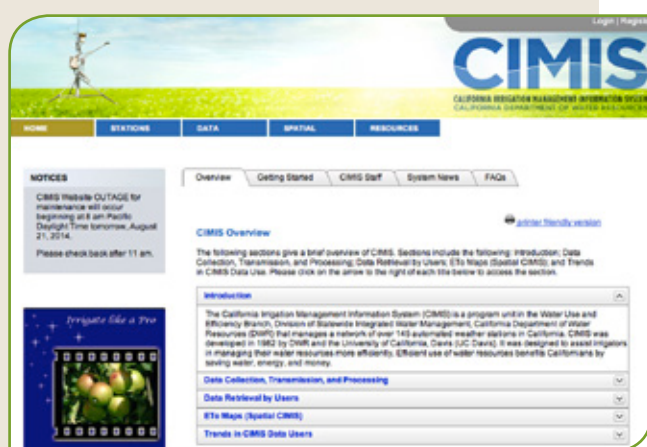 Login | Regist
CIMIS
CALIFORNIA IRRIGATION MANAGEMENT INFORMATION SYSTEM
CALIFORNIA DEPARTMENT OF WATER RESOURCES
HOME STATIONS DATA SPATIAL RESOURCES
NOTICES
CIMIS Website OUTAGE for
maintenance will occur
beginning at 8 am Pacific
Daylight Time tomorrow, August
21, 2014.
Please check back after 11 am.
Irrigate like a Pro
Overview Getting Started CIMIS Staff System News FAQs
printer friendly version
CIMIS Overview
The following sections give a brief overview of CIMIS. Sections include the following: Introduction; Data
Collection, Transmission, and Processing; Data Retrieval by Users; ETo Maps (Spatial CIMIS); and Trends
in CIMIS Data Use. Please click on the arrow to the right of each title below to access the section.
Introduction
The California Irrigation Management Information System (CIMIS) is a program unit in the Water Use and
Efficiency Branch, Division of Statewide Integrated Water Management, California Department of Water
Resources (DWR) that manages a network of over 145 automated weather stations in California. CIMIS was
developed in 1982 by DWR and the University of California, Davis (UC Davis). It was designed to assist irrigators
in managing their water resources more efficiently. Efficient use of water resources benefits Californians by
saving water, energy, and money.
Data Collection, Transmission, and Processing
Data Retrieval by Users
ETo Maps (Spatial CIMIS)
Trends in CIMIS Data Users